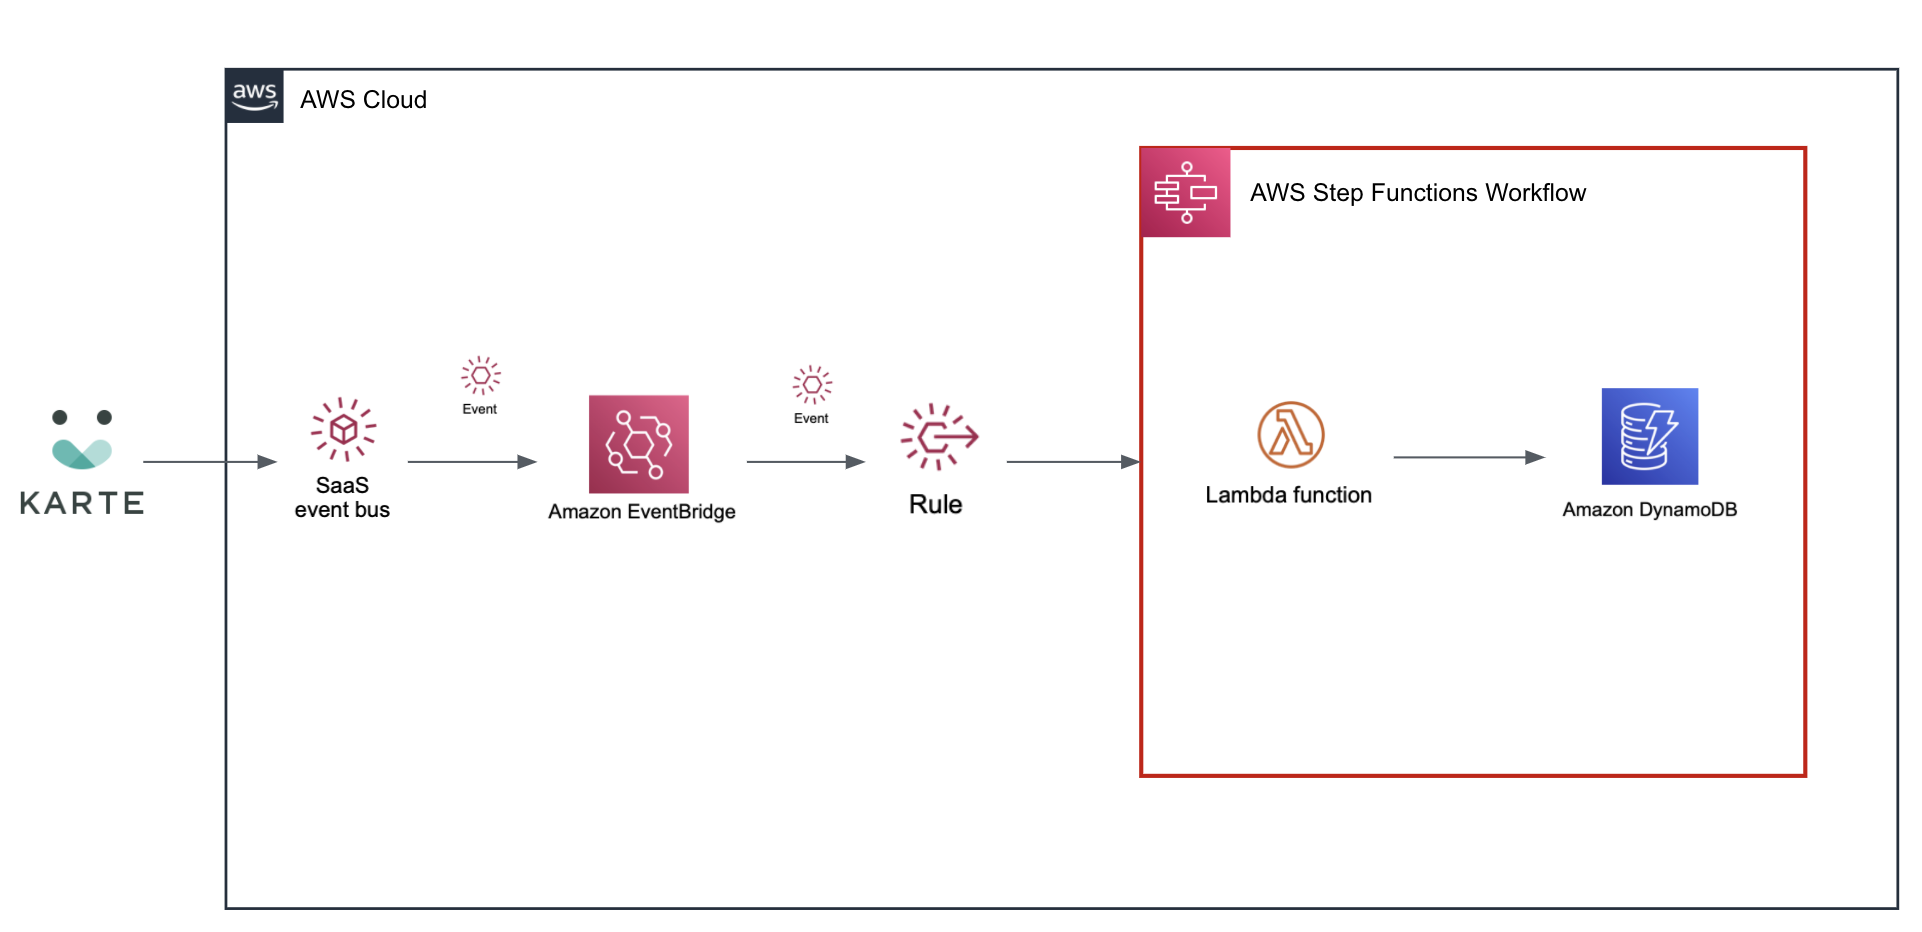 aws
AWS Cloud
AWS Step Functions Workflow
Event
Event
KARTE
SaaS
event bus
Amazon EventBridge
Rule
Lambda function
Amazon DynamoDB